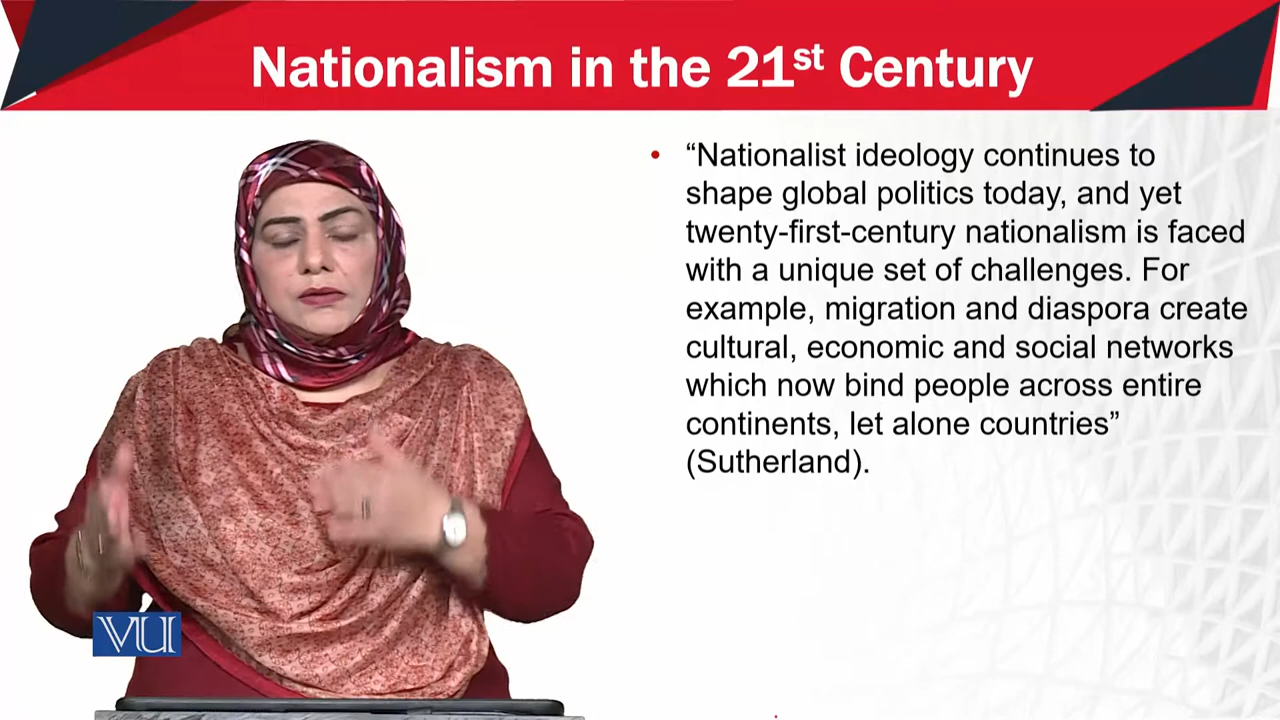 Nationalism in the 21st Century
• “Nationalist ideology continues to
shape global politics today, and yet
twenty-first-century nationalism is faced
with a unique set of challenges. For
example, migration and diaspora create
cultural, economic and social networks
which now bind people across entire
continents, let alone countries”
(Sutherland).
VU